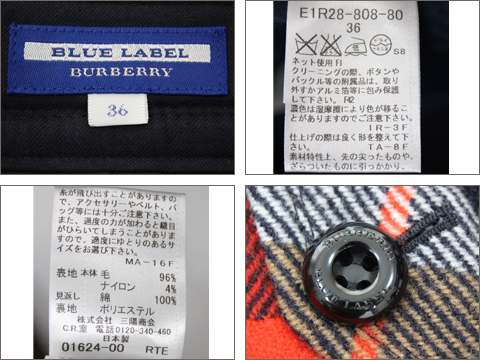 BLUE LABEL
BURBERRY
36
E1R28-808-80
36
ドライ
SB
ネット使用 FI
クリーニングの際、ボタンや
バックル等の附属品は、取り
外すかアルミ箔等に包み保護
して下さい。F42
濃色は湿摩擦により色が移るこ
とがありますのでご注意下さい。
IR-3F
仕上げの際は良く形を整えて下
さい。 TA-8F
素材特性上、先の尖ったものや、
ざらついたものに引っかかり、
糸が飛び出すことがありますの
で、アクセサリーやベルト、バ
ッグ等には十分ご注意下さい。
また、過度の力が加わると縫目
がひらいてしまうことがありま
すので、適度にゆとりのあるサ
イズをお選び下さい。
MA-16F
表地 本体 毛 96%
ナイロン 4%
見返し 綿 100%
裏地 ポリエステル
株式会社 三陽商会
C.R.室 電話0120-340-460
日本製
01624-00 RTE
BURBERRY
BLUE LABEL